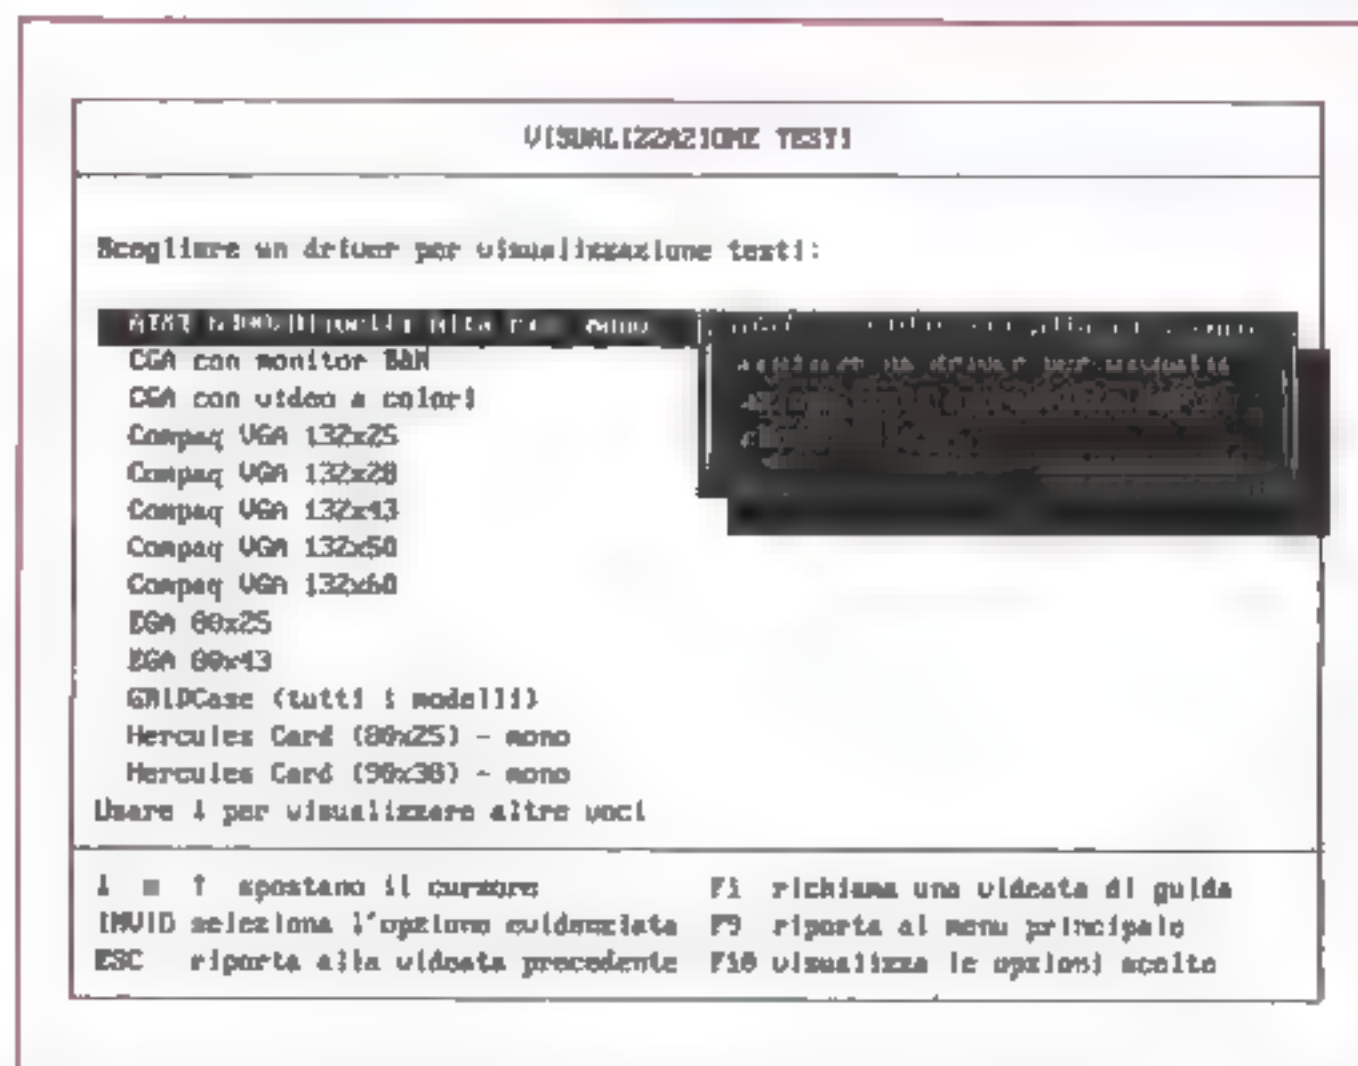 VISUALIZZAZIONE TESTI
Scegliere un driver per visualizzazione testi:
CGA con monitor B&N
CGA con video a colori
Compaq VGA 132x25
Compaq VGA 132x28
Compaq VGA 132x43
Compaq VGA 132x50
Compaq VGA 132x60
EGA 80x25
EGA 80x43
GRiDCase (tutti i modelli)
Hercules Card (80x25) - mono
Hercules Card (90x38) - mono
Usare ↓ per visualizzare altre voci
↓ e ↑ spostano il cursore
F1 richiama una videata di guida
INVIO seleziona l'opzione evidenziata
F9 riporta al menu principale
ESC riporta alla videata precedente
F10 visualizza le opzioni scelte
driver per